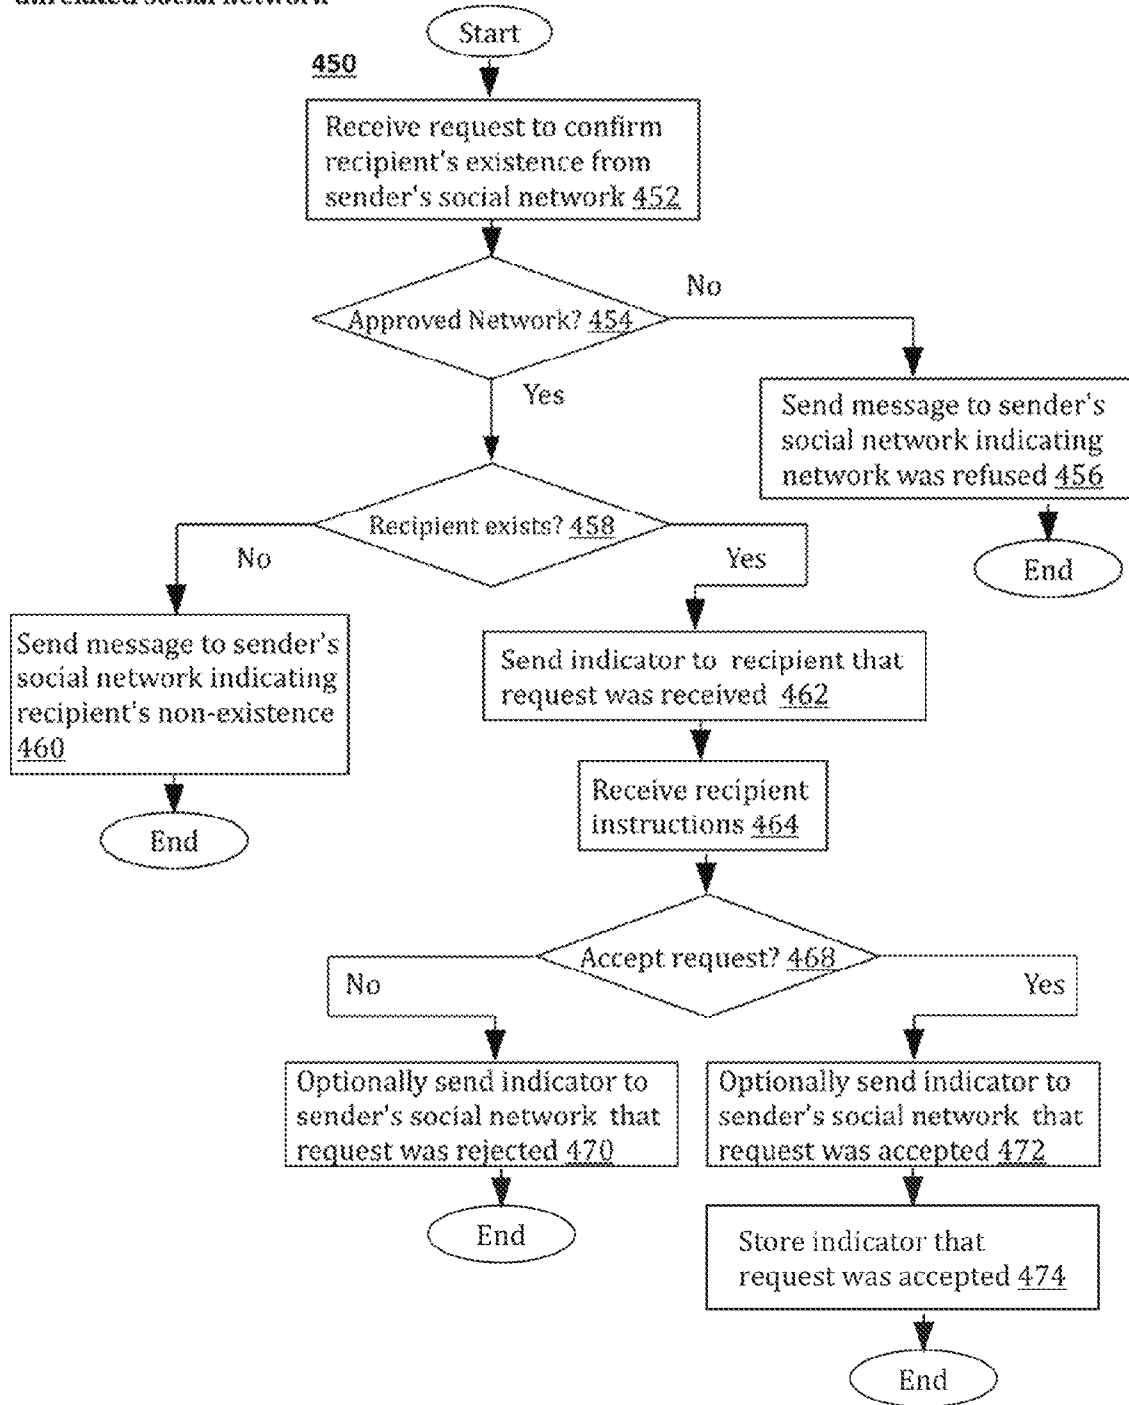 unrelated social network
Start
450
Receive request to confirm
recipient's existence from
sender's social network 452
No
Approved Network? 454
Yes
Send message to sender's
social network indicating
network was refused 456
Recipient exists? 458
No
Yes
End
Send message to sender's
social network indicating
recipient's non-existence
460
Send indicator to recipient that
request was received 462
Receive recipient
instructions 464
End
Accept request? 468
No
Yes
Optionally send indicator to
sender's social network that
request was rejected 470
Optionally send indicator to
sender's social network that
request was accepted 472
End
Store indicator that
request was accepted 474
End